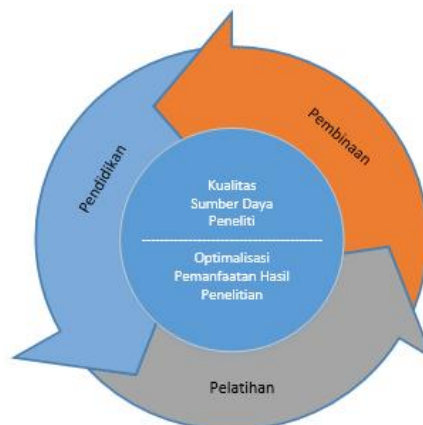 Pendidikan
Pembinaan
Kualitas
Sumber Daya
Peneliti
Optimalisasi
Pemanfaatan Hasil
Penelitian
Pelatihan